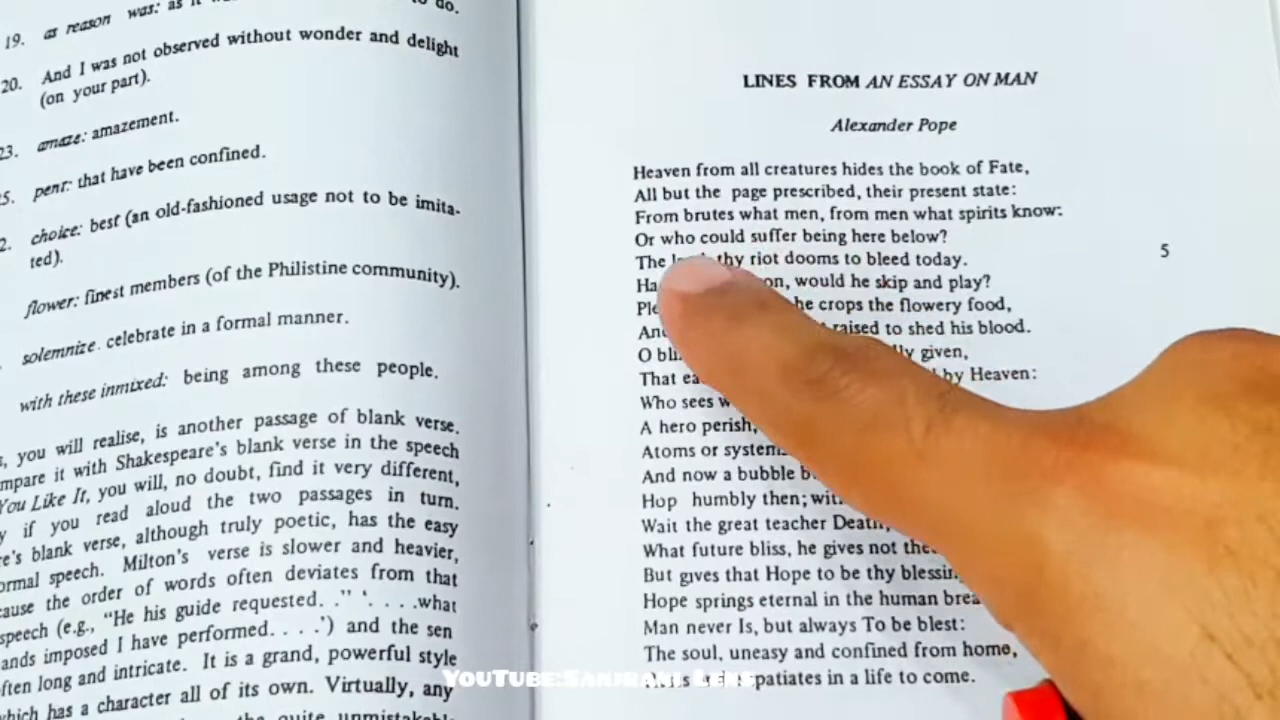 19. as reason was: as it do.
20. And I was not observed without wonder and delight
(on your part).
23. amaze: amazement.
5. pent: that have been confined.
2. choice: best (an old-fashioned usage not to be imita-
ted).
flower: finest members (of the Philistine community).
solemnize. celebrate in a formal manner.
with these inmixed: being among these people.
, you will realise, is another passage of blank verse.
mpare it with Shakespeare's blank verse in the speech
You Like It, you will, no doubt, find it very different,
y if you read aloud the two passages in turn.
re's blank verse, although truly poetic, has the easy
ormal speech. Milton's verse is slower and heavier,
cause the order of words often deviates from that
speech (e.g., “He his guide requested. .” ‘. . . .what
ands imposed I have performed. . . .’) and the sen
ften long and intricate. It is a grand, powerful style
which has a character all of its own. Virtually, any
the quite unmistakable
LINES FROM AN ESSAY ON MAN
Alexander Pope
Heaven from all creatures hides the book of Fate,
All but the page prescribed, their present state:
From brutes what men, from men what spirits know:
Or who could suffer being here below?
The thy riot dooms to bleed today. 5
Ha on, would he skip and play?
Ple he crops the flowery food,
And raised to shed his blood.
O bli lly given,
That ea by Heaven:
Who sees w
A hero perish,
Atoms or systems
And now a bubble b
Hop humbly then; wit
Wait the great teacher Death,
What future bliss, he gives not thee
But gives that Hope to be thy blessin
Hope springs eternal in the human brea
Man never Is, but always To be blest:
The soul, uneasy and confined from home,
patiates in a life to come.
YouTube:Sanjrani Lens